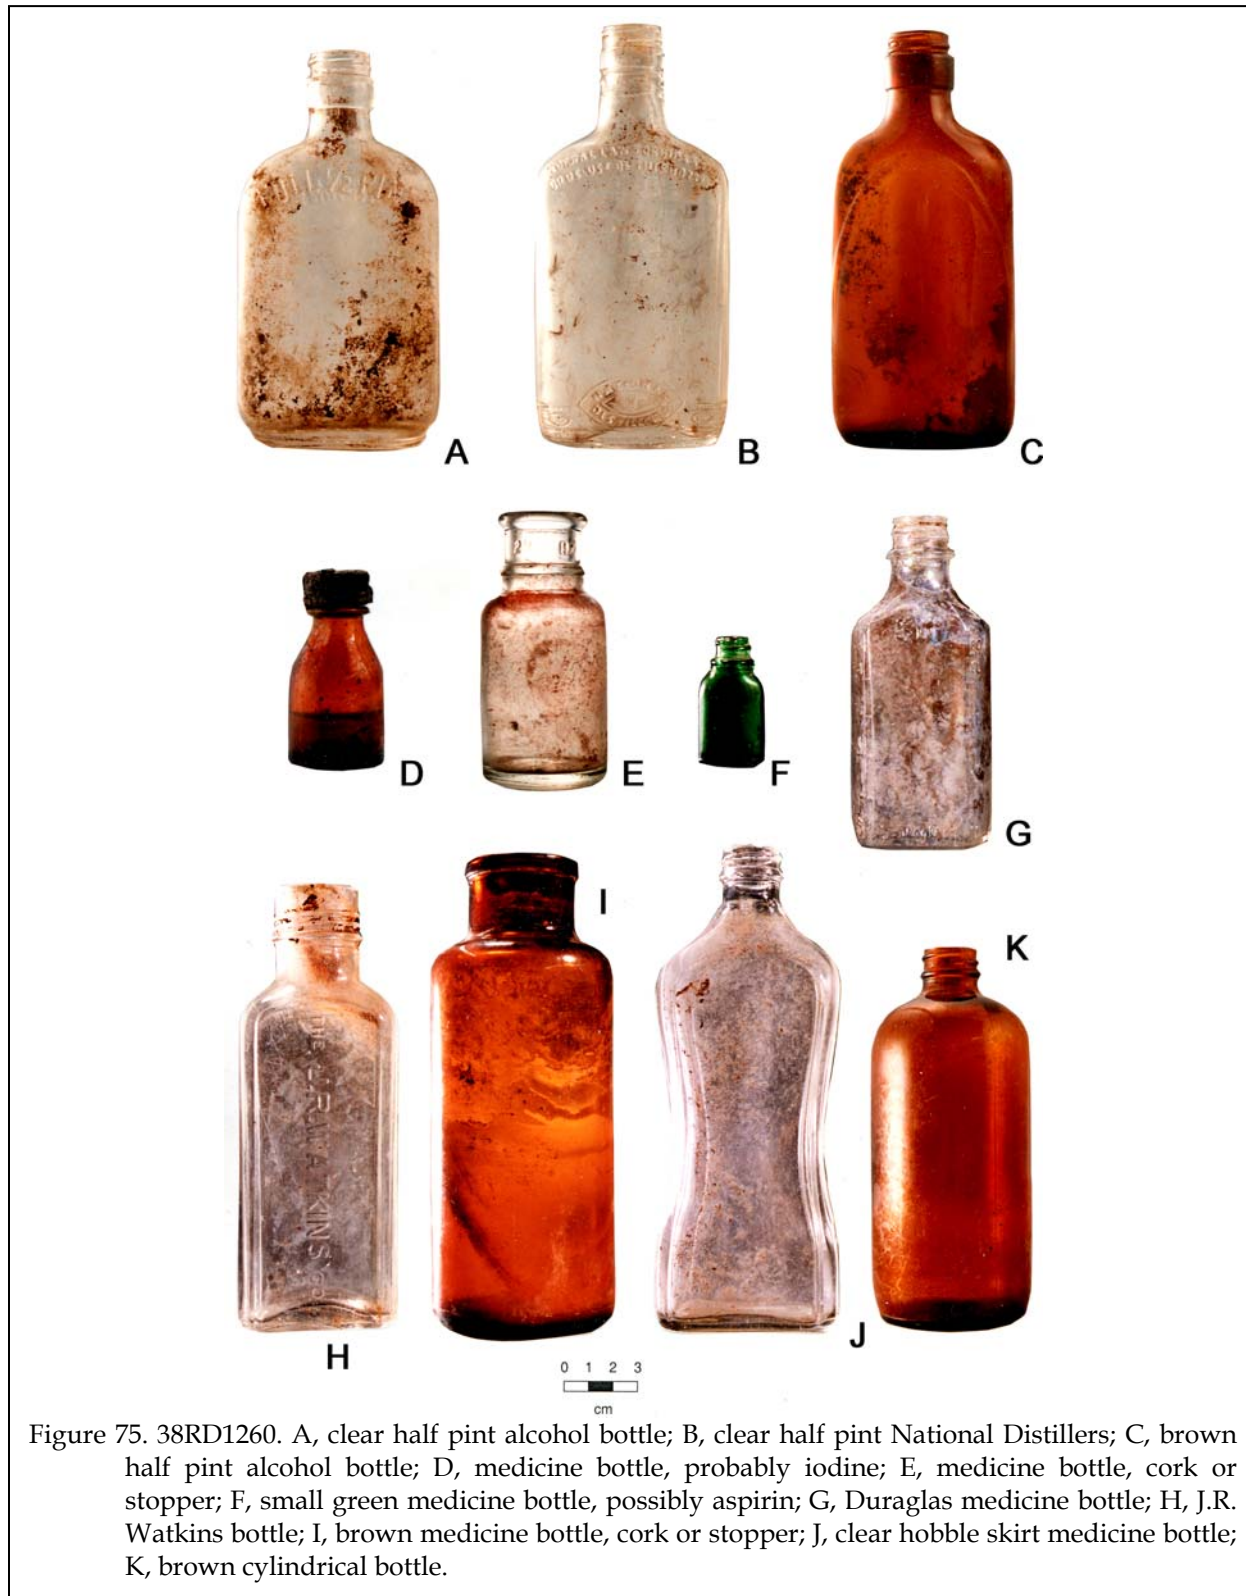 A
B
C
D
E
F
G
THE J.R. WATKINS CO
H
I
J
K
0 1 2 3
cm
Figure 75. 38RD1260. A, clear half pint alcohol bottle; B, clear half pint National Distillers; C, brown
half pint alcohol bottle; D, medicine bottle, probably iodine; E, medicine bottle, cork or
stopper; F, small green medicine bottle, possibly aspirin; G, Duraglas medicine bottle; H, J.R.
Watkins bottle; I, brown medicine bottle, cork or stopper; J, clear hobble skirt medicine bottle;
K, brown cylindrical bottle.